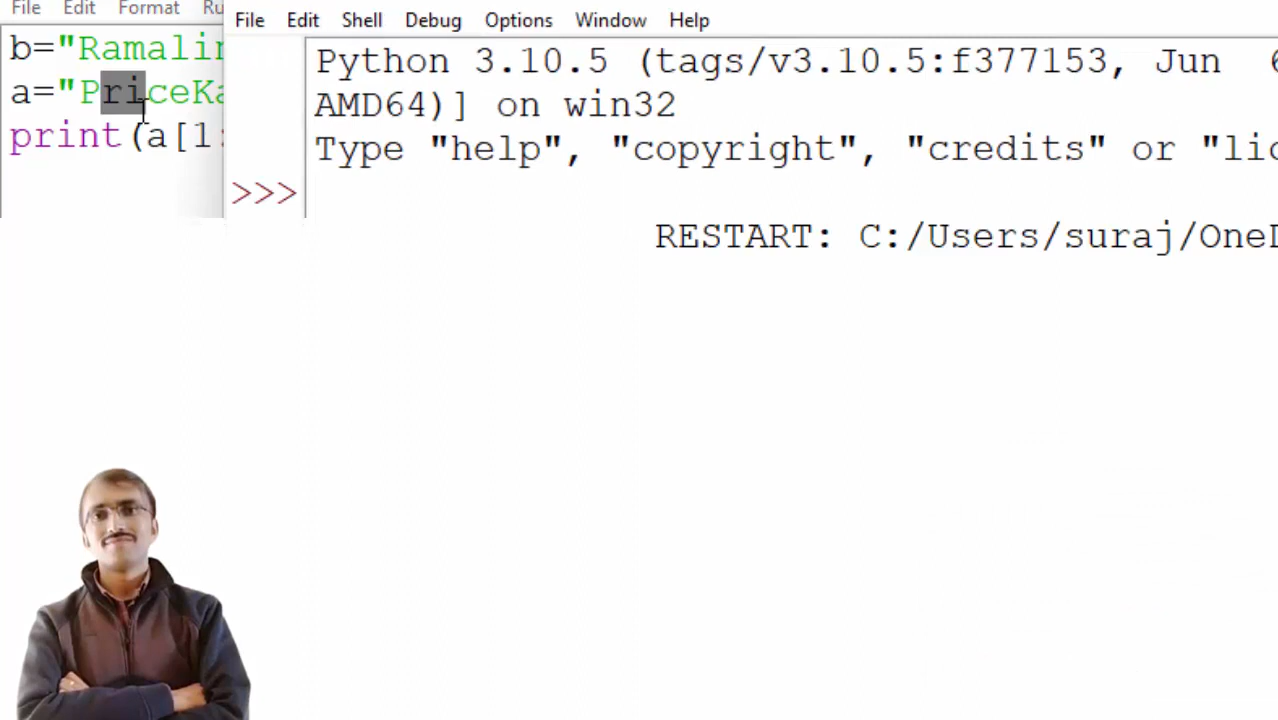 File Edit Format Ru
b="Ramalin
a="PriceKa
print(a[1:
File Edit Shell Debug Options Window Help
Python 3.10.5 (tags/v3.10.5:f377153, Jun 6
AMD64)] on win32
Type "help", "copyright", "credits" or "lic
>>>
RESTART: C:/Users/suraj/OneD